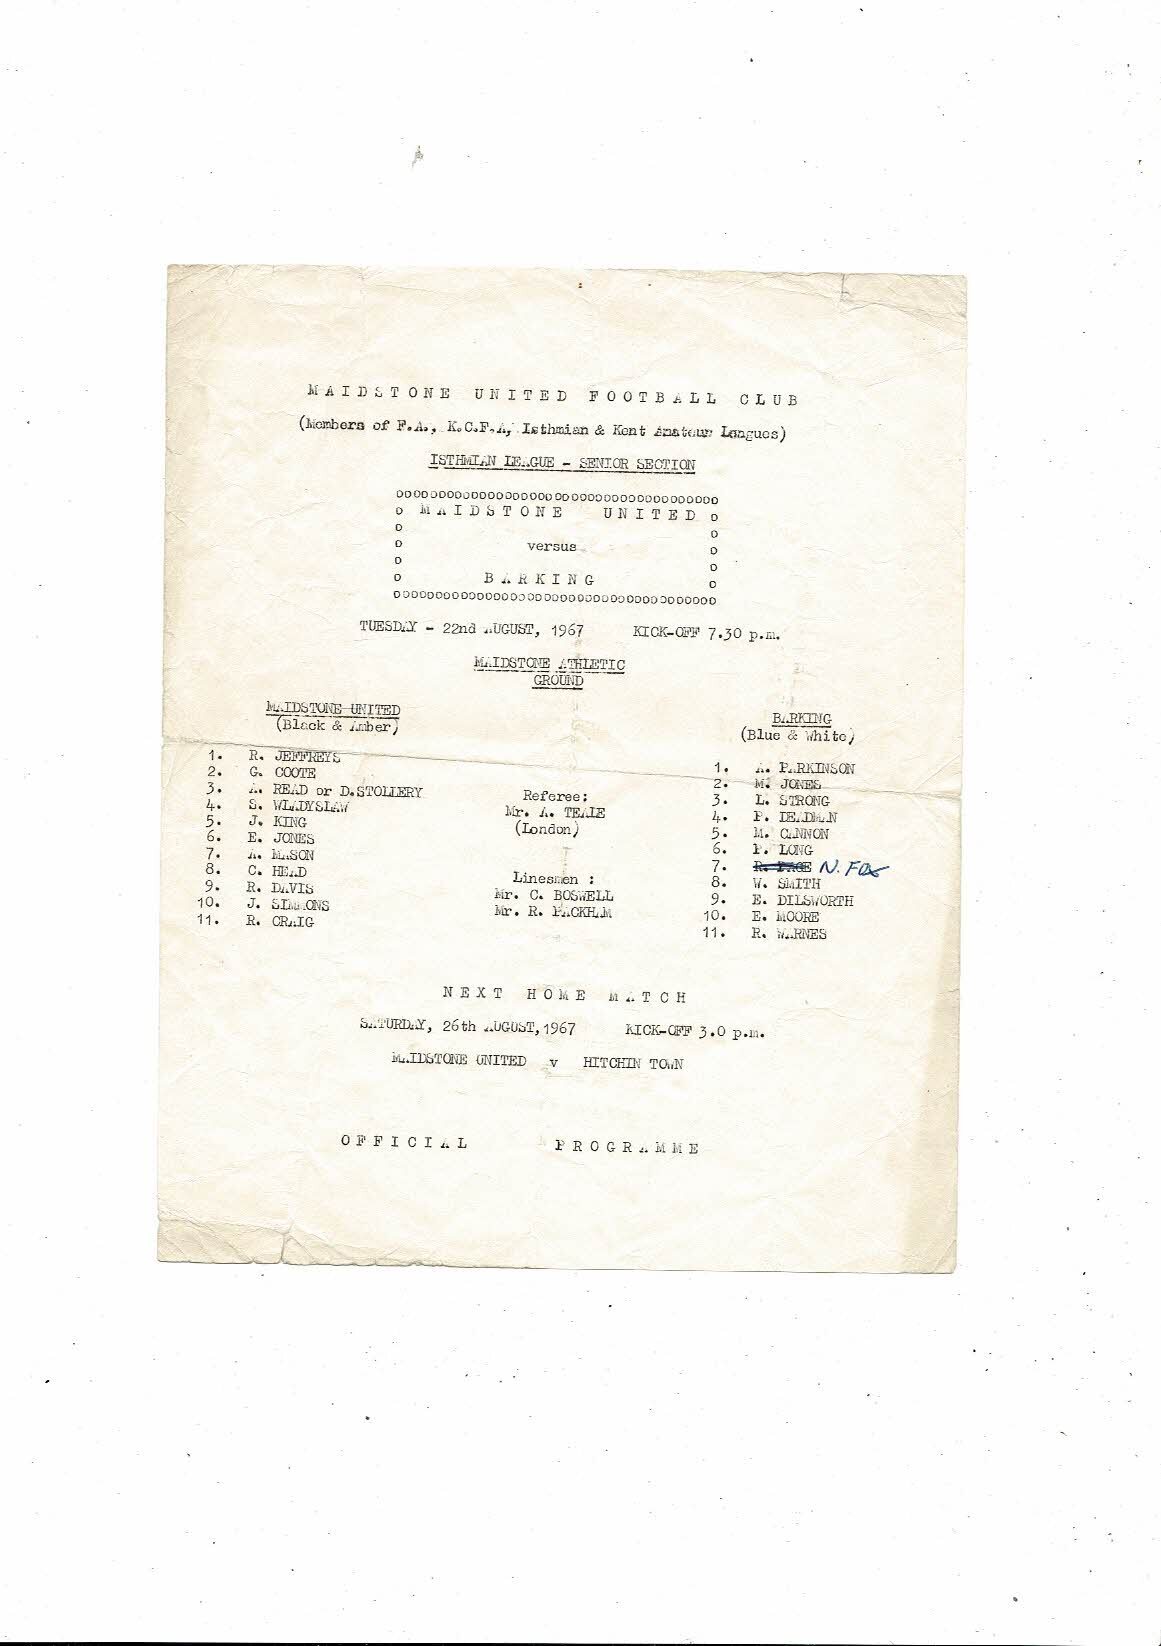 MAIDSTONE UNITED FOOTBALL CLUB
(Members of F.A., K.C.F.A, Isthmian & Kent Amateur Leagues)
ISTHMIAN LEAGUE - SENIOR SECTION
ooooooooooooooooooooooooooooooooooooooo
o MAIDSTONE UNITED o
o o
o versus o
o o
o BARKING o
ooooooooooooooooooooooooooooooooooooooo
TUESDAY - 22nd AUGUST, 1967 KICK-OFF 7.30 p.m.
MAIDSTONE ATHLETIC
GROUND
MAIDSTONE UNITED
(Black & Amber)
1. R. JEFFREYS
2. G. COOTE
3. A. READ or D.STOLLERY
4. S. WLADYSLAW
5. J. KING
6. E. JONES
7. A. MASON
8. C. HEAD
9. R. DAVIS
10. J. SIMMONS
11. R. CRAIG
Referee:
Mr. A. TEALE
(London)
Linesmen :
Mr. C. BOSWELL
Mr. R. PACKHAM
BARKING
(Blue & White)
1. A. PARKINSON
2. M. JONES
3. L. STRONG
4. P. DEADMAN
5. M. CANNON
6. P. LONG
7. N. FOX
8. W. SMITH
9. E. DILSWORTH
10. E. MOORE
11. R. WARNES
NEXT HOME MATCH
SATURDAY, 26th AUGUST,1967 KICK-OFF 3.0 p.m.
MAIDSTONE UNITED v HITCHIN TOWN
OFFICIAL PROGRAMME